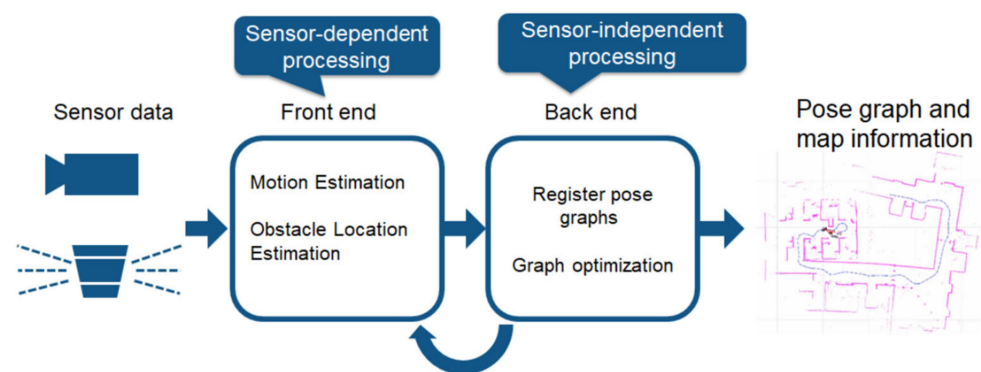 Sensor-dependent
processing
Sensor-independent
processing
Sensor data
Front end
Back end
Pose graph and
map information
Motion Estimation
Obstacle Location
Estimation
Register pose
graphs
Graph optimization